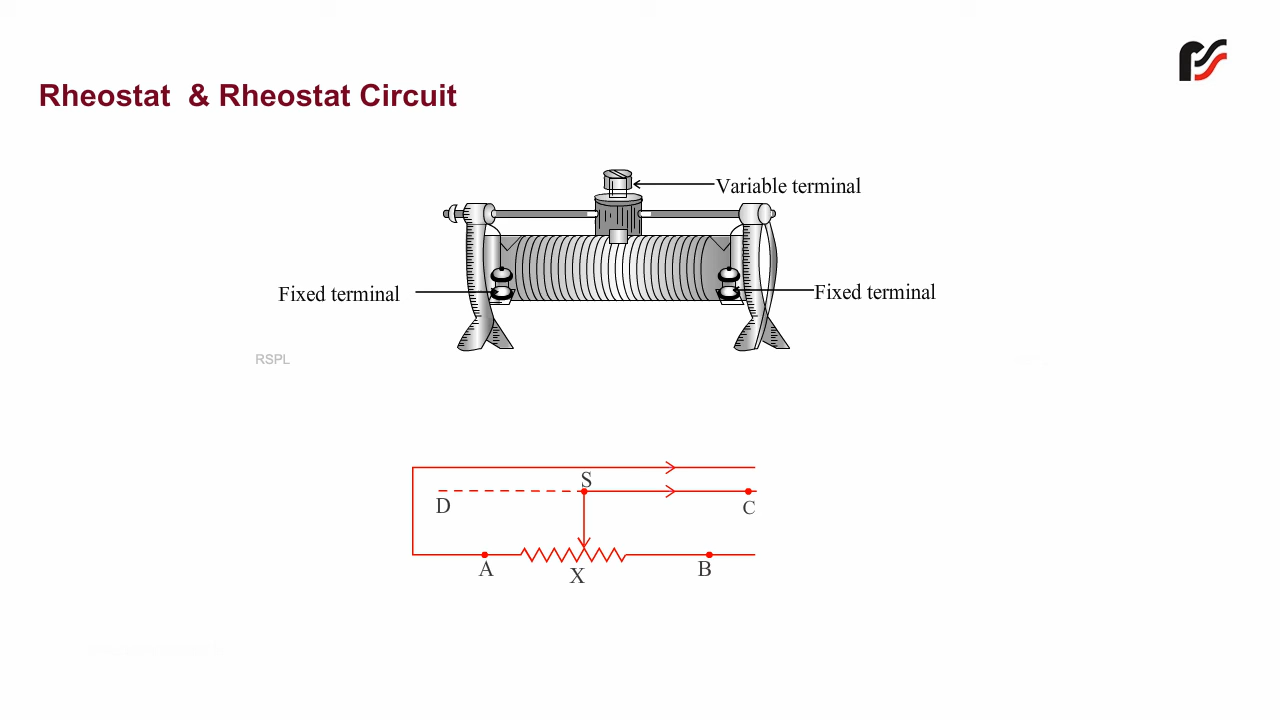 Rheostat & Rheostat Circuit
Variable terminal
Fixed terminal
Fixed terminal
RSPL
S
D
C
A
X
B